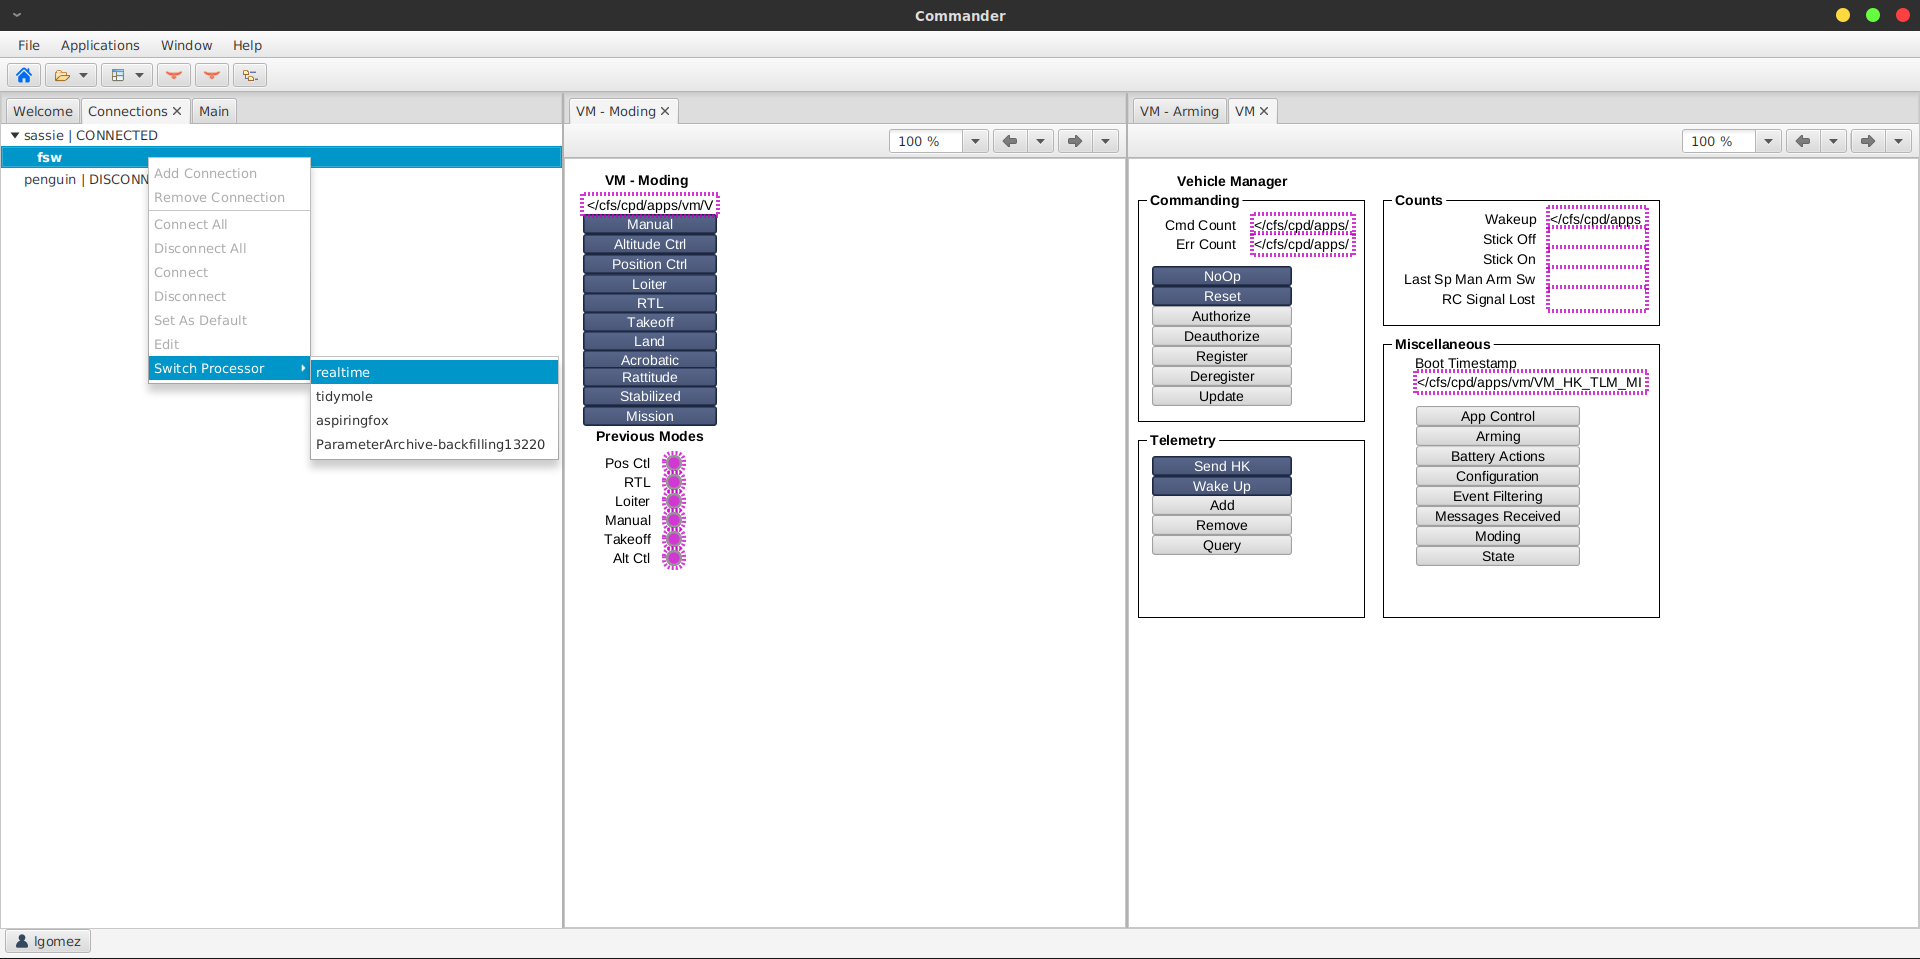 Commander
File Applications Window Help
Welcome Connections Main
sassie | CONNECTED
fsw
penguin | DISCONN
Add Connection
Remove Connection
Connect All
Disconnect All
Connect
Disconnect
Set As Default
Edit
Switch Processor
realtime
tidymole
aspiringfox
ParameterArchive-backfilling13220
VM - Moding
100 %
VM - Moding
</cfs/cpd/apps/vm/V
Manual
Altitude Ctrl
Position Ctrl
Loiter
RTL
Takeoff
Land
Acrobatic
Rattitude
Stabilized
Mission
Previous Modes
Pos Ctl
RTL
Loiter
Manual
Takeoff
Alt Ctl
VM - Arming VM
100 %
Vehicle Manager
Commanding
Cmd Count </cfs/cpd/apps/
Err Count </cfs/cpd/apps/
NoOp
Reset
Authorize
Deauthorize
Register
Deregister
Update
Telemetry
Send HK
Wake Up
Add
Remove
Query
Counts
Wakeup </cfs/cpd/apps
Stick Off
Stick On
Last Sp Man Arm Sw
RC Signal Lost
Miscellaneous
Boot Timestamp
</cfs/cpd/apps/vm/VM_HK_TLM_MI
App Control
Arming
Battery Actions
Configuration
Event Filtering
Messages Received
Moding
State
lgomez